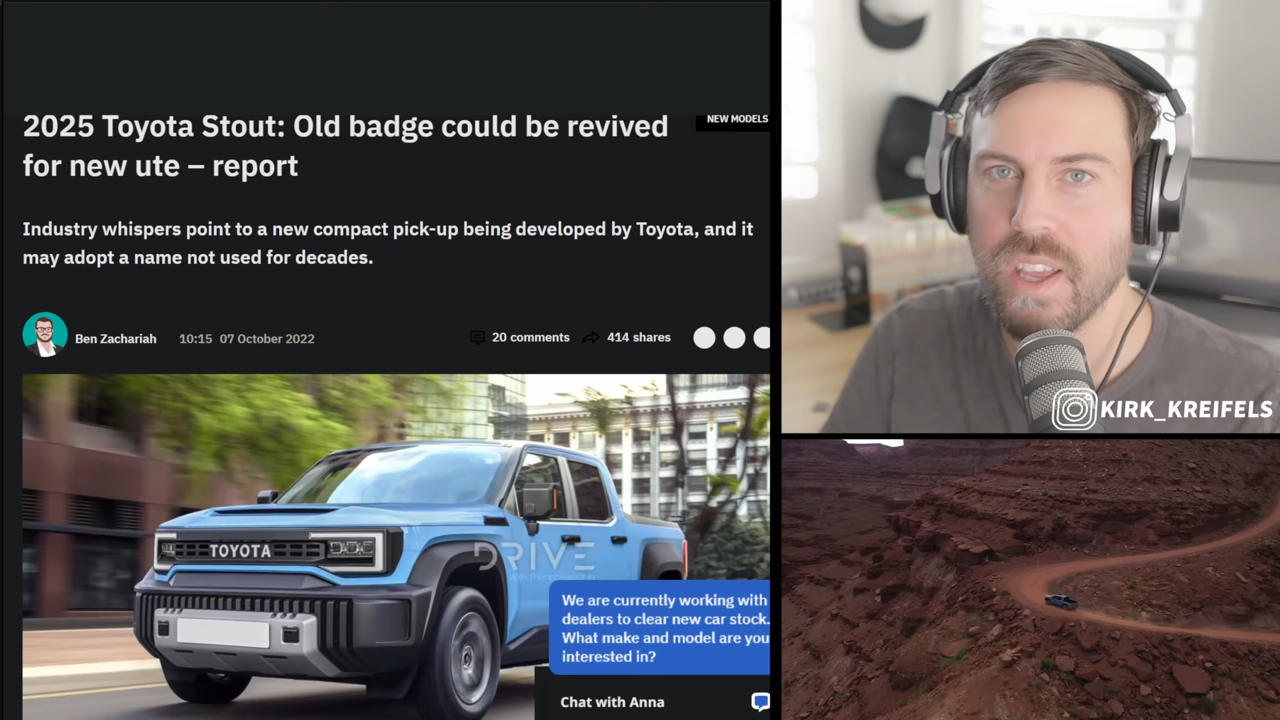 2025 Toyota Stout: Old badge could be revived
for new ute – report
NEW MODELS
Industry whispers point to a new compact pick-up being developed by Toyota, and it
may adopt a name not used for decades.
Ben Zachariah
10:15 07 October 2022
20 comments
414 shares
TOYOTA
DRIVE
We are currently working with
dealers to clear new car stock.
What make and model are you
interested in?
Chat with Anna
KIRK_KREIFELS